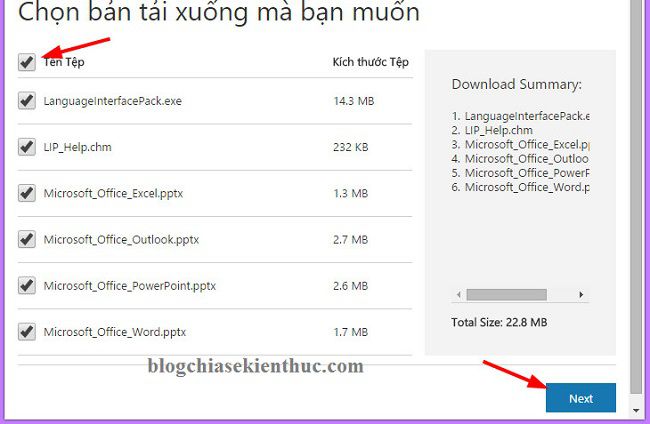 Chọn bản tải xuống mà bạn muốn
Tên Tệp Kích thước Tệp
LanguageInterfacePack.exe 14.3 MB
LIP_Help.chm 232 KB
Microsoft_Office_Excel.pptx 1.3 MB
Microsoft_Office_Outlook.pptx 2.7 MB
Microsoft_Office_PowerPoint.pptx 2.6 MB
Microsoft_Office_Word.pptx 1.7 MB
Download Summary:
1. LanguageInterfacePack.e
2. LIP_Help.chm
3. Microsoft_Office_Excel.pp
4. Microsoft_Office_Outloo
5. Microsoft_Office_PowerP
6. Microsoft_Office_Word.p
Total Size: 22.8 MB
blogchiasekienthuc.com
Next